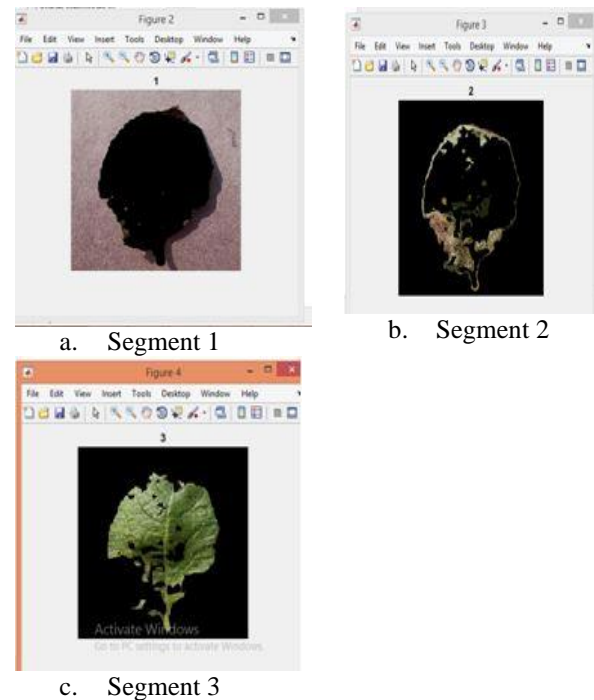 Figure 2
File Edit View Insert Tools Desktop Window Help
1
a. Segment 1
Figure 3
File Edit View Insert Tools Desktop Window Help
2
b. Segment 2
Figure 4
File Edit View Insert Tools Desktop Window Help
3
Activate Windows
Go to PC settings to activate Windows.
c. Segment 3